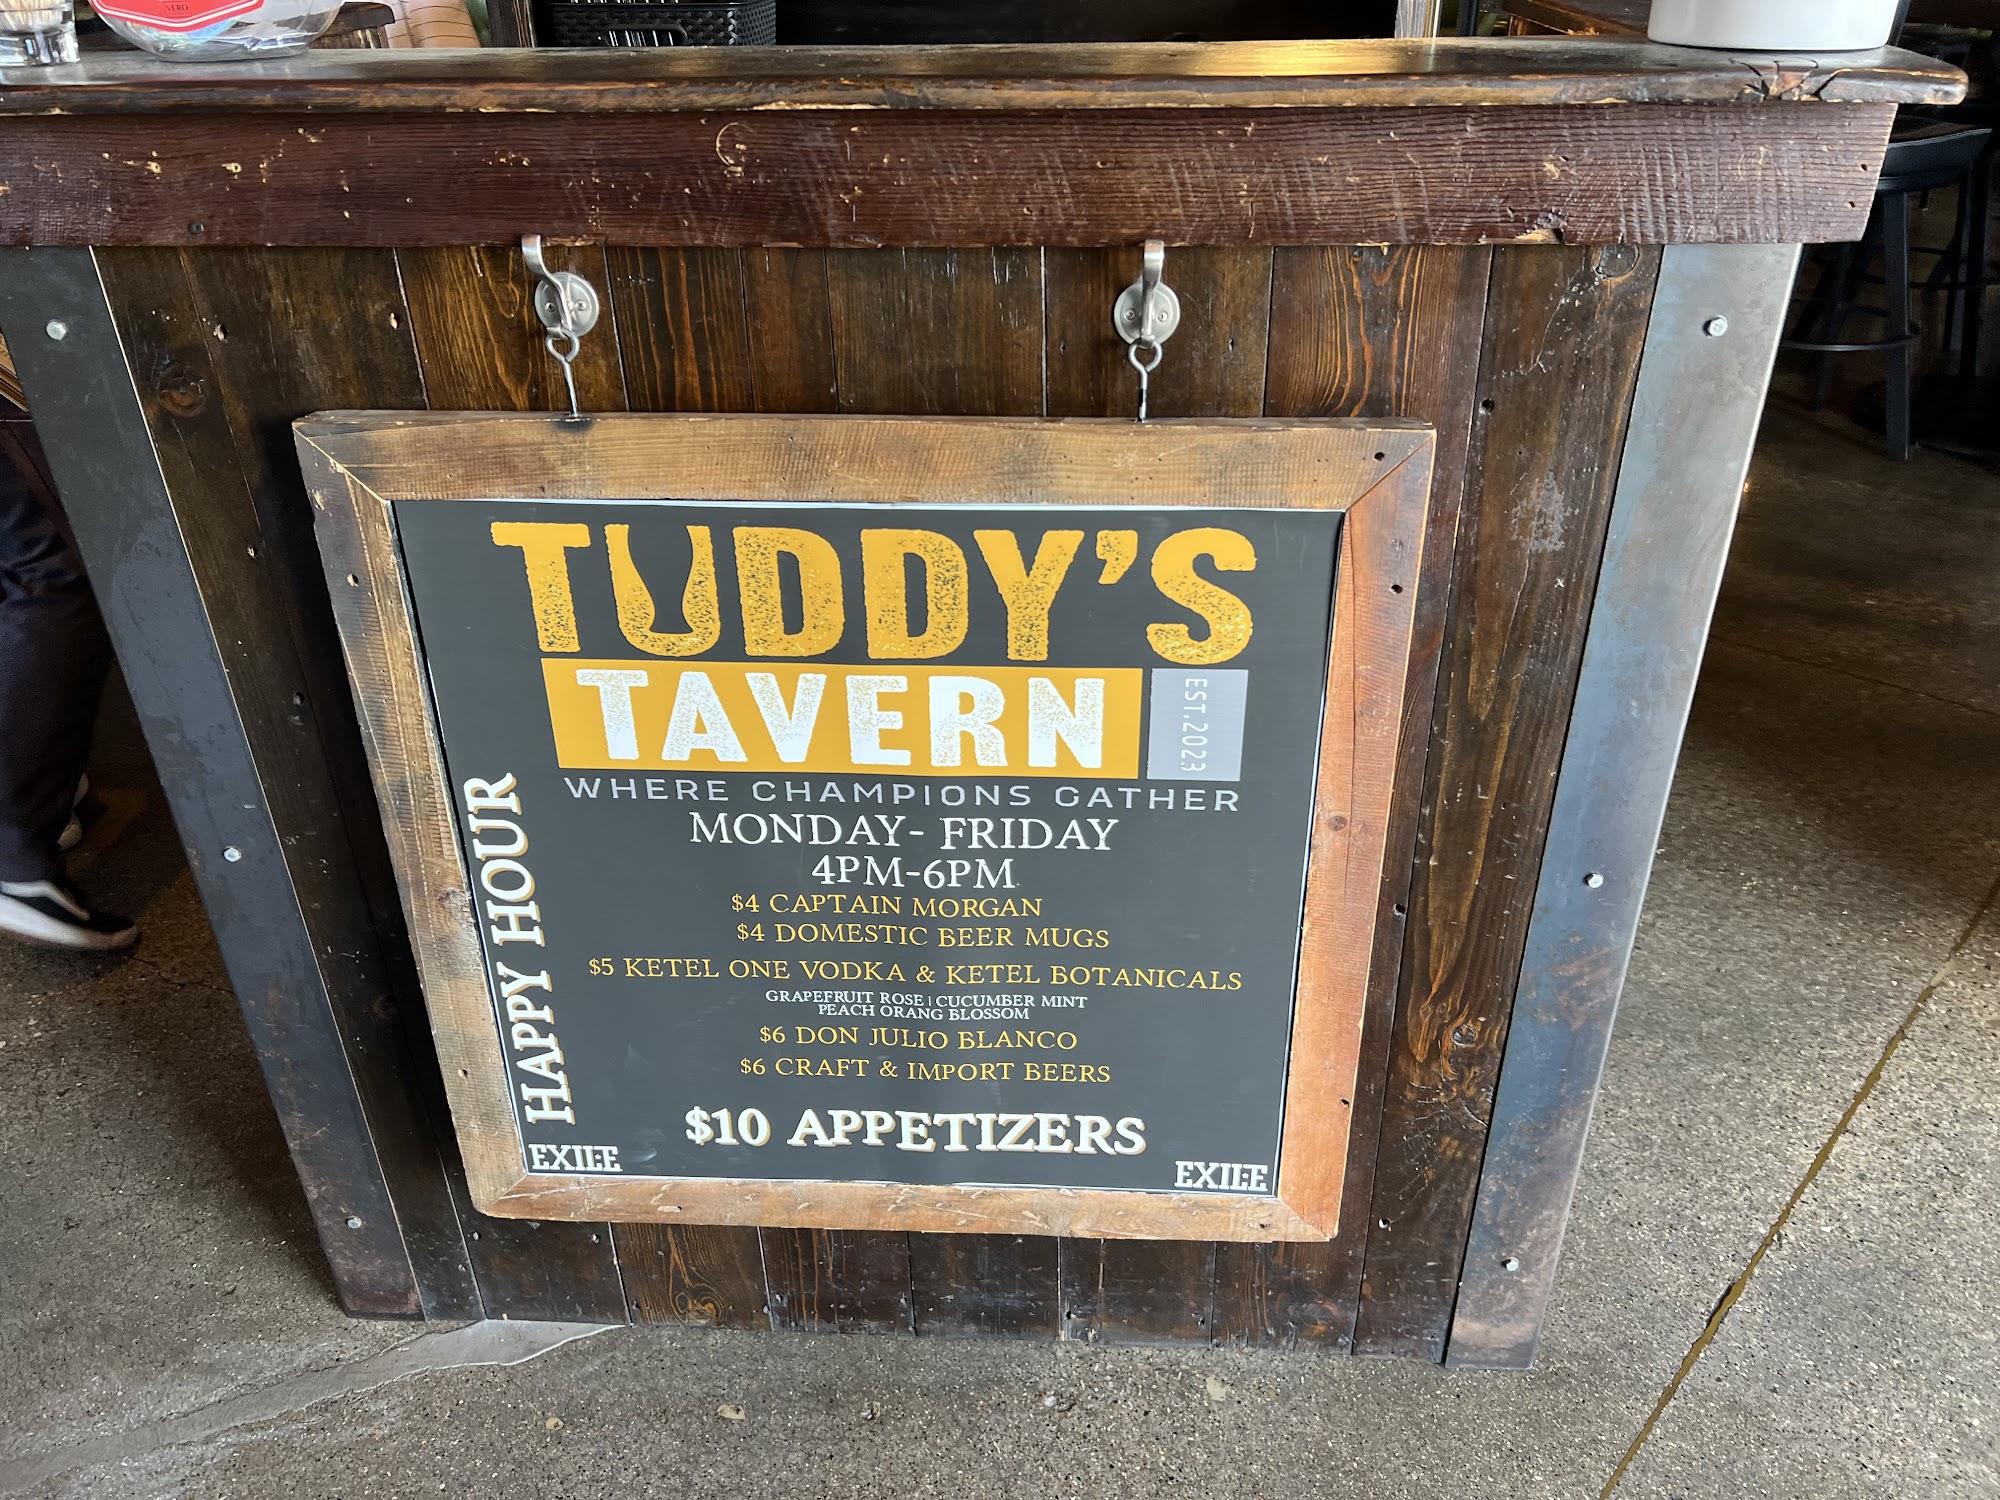 VERO
TUDDY'S
TAVERN
EST.2023
WHERE CHAMPIONS GATHER
HAPPY HOUR
MONDAY- FRIDAY
4PM-6PM
$4 CAPTAIN MORGAN
$4 DOMESTIC BEER MUGS
$5 KETEL ONE VODKA & KETEL BOTANICALS
GRAPEFRUIT ROSE | CUCUMBER MINT
PEACH ORANG BLOSSOM
$6 DON JULIO BLANCO
$6 CRAFT & IMPORT BEERS
$10 APPETIZERS
EXILE
EXILE